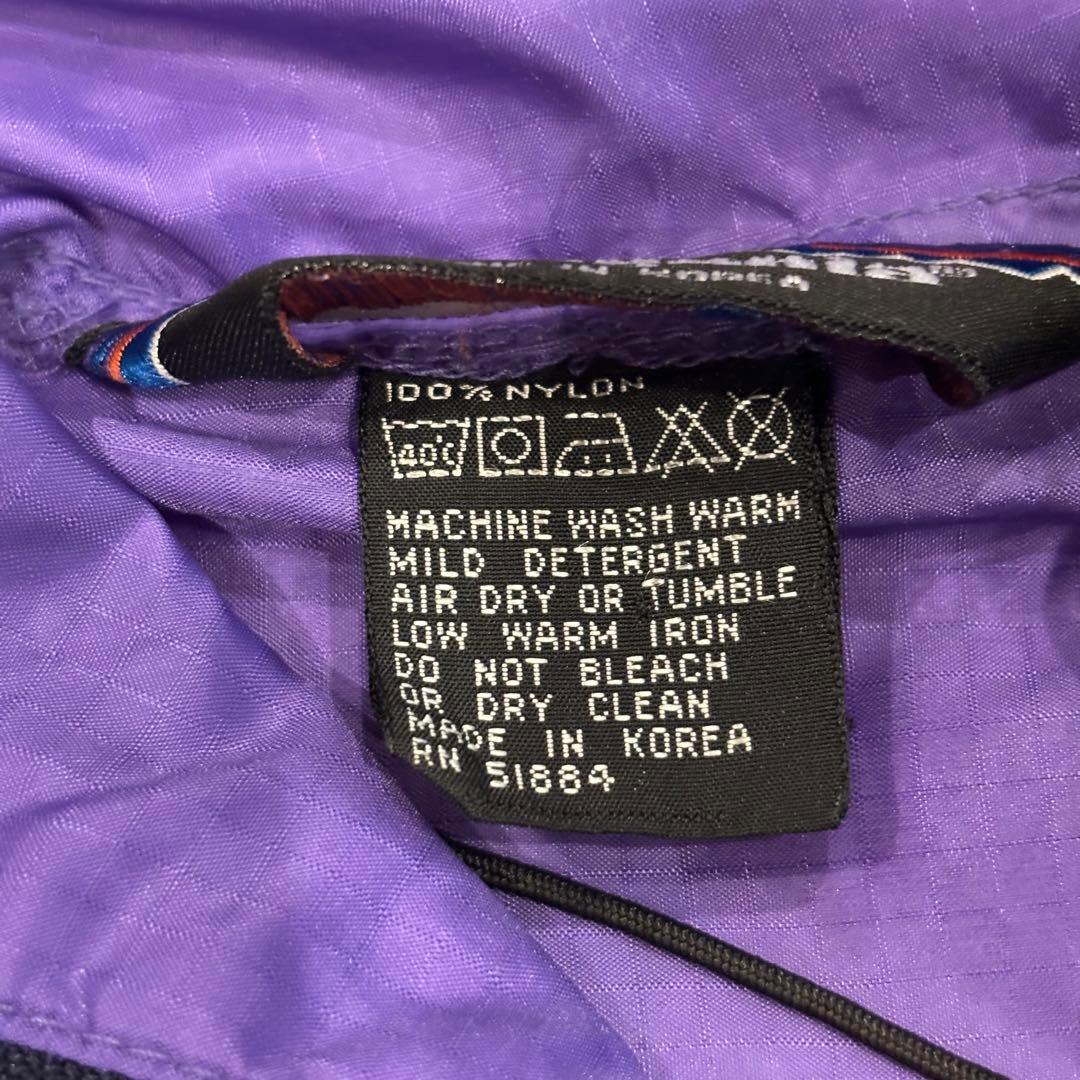 ®
100% NYLON
40°C
MACHINE WASH WARM
MILD DETERGENT
AIR DRY OR TUMBLE
LOW WARM IRON
DO NOT BLEACH
OR DRY CLEAN
MADE IN KOREA
RN 51884